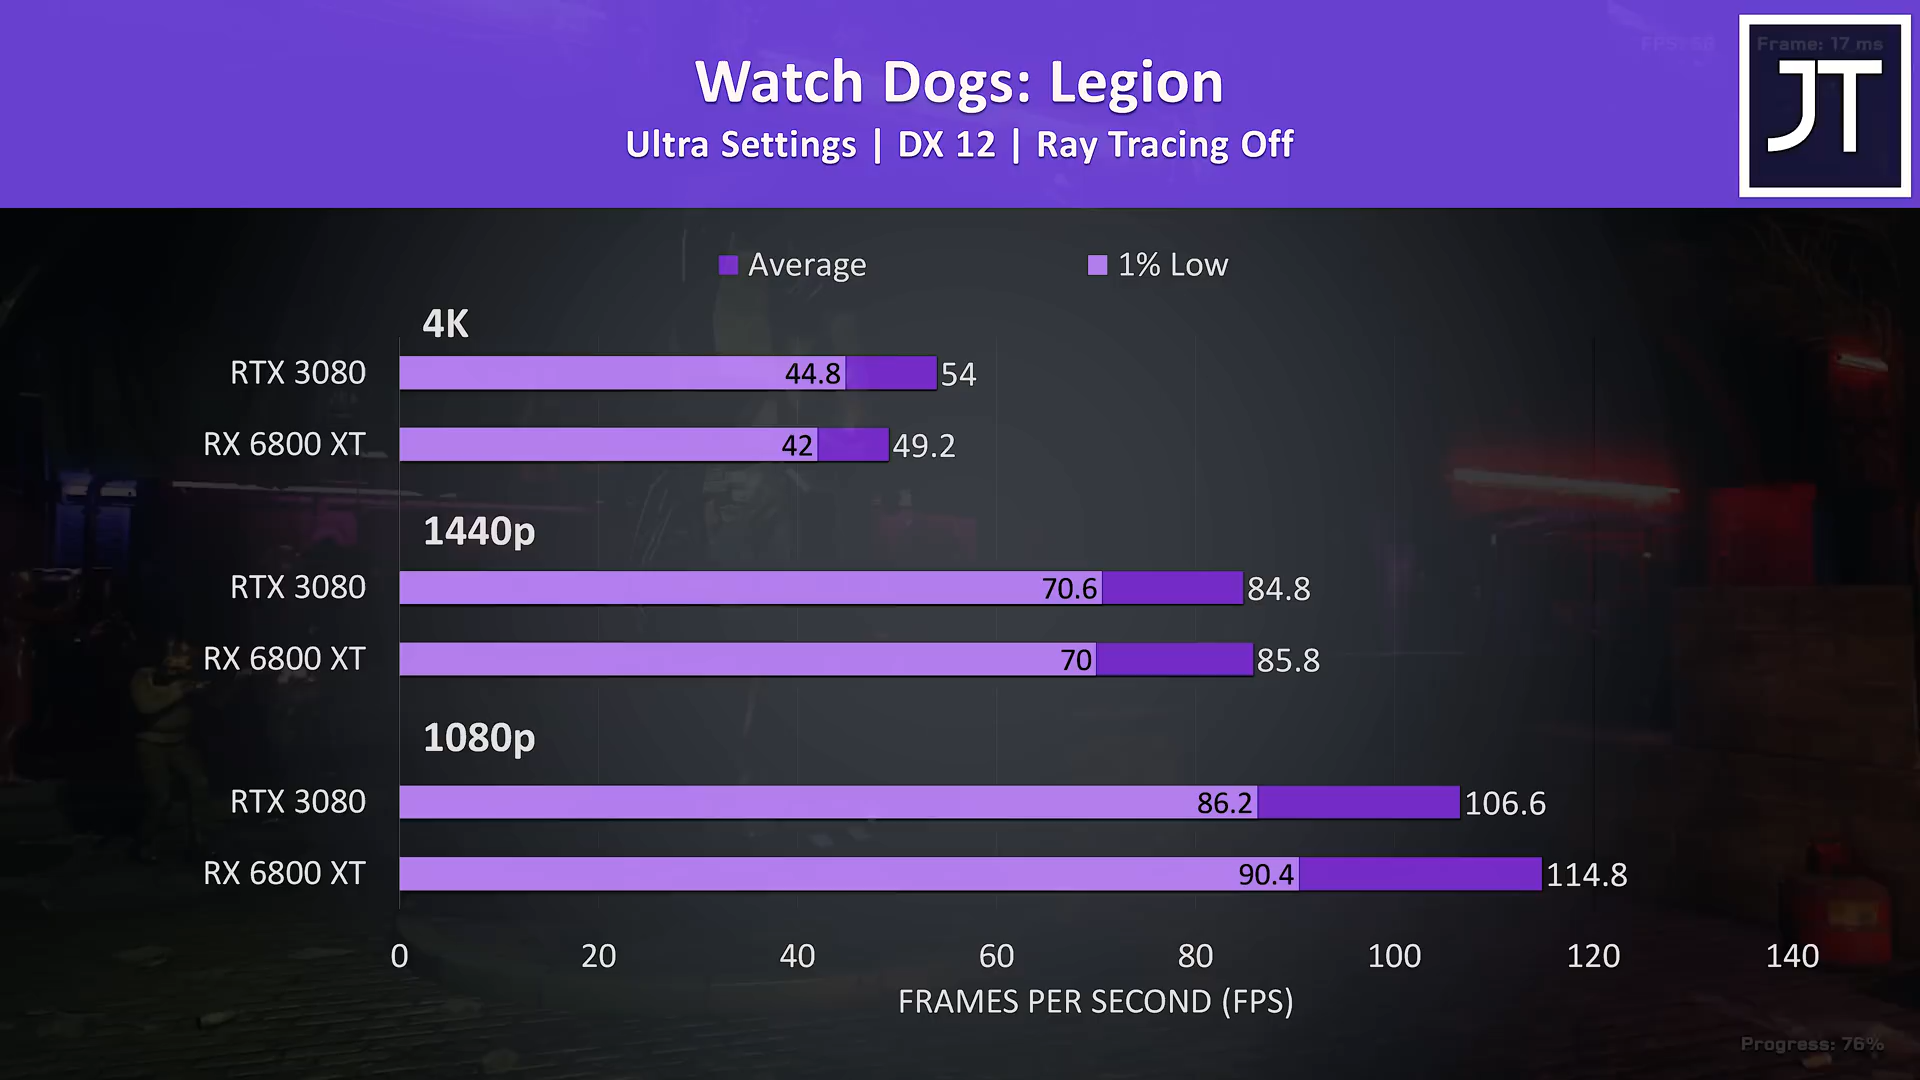 Watch Dogs: Legion
Ultra Settings | DX 12 | Ray Tracing Off
Frame: 17 ms
JT
Average
1% Low
4K
RTX 3080
44.8
54
RX 6800 XT
42
49.2
1440p
RTX 3080
70.6
84.8
RX 6800 XT
70
85.8
1080p
RTX 3080
86.2
106.6
RX 6800 XT
90.4
114.8
0 20 40 60 80 100 120 140
FRAMES PER SECOND (FPS)
Progress: 76%